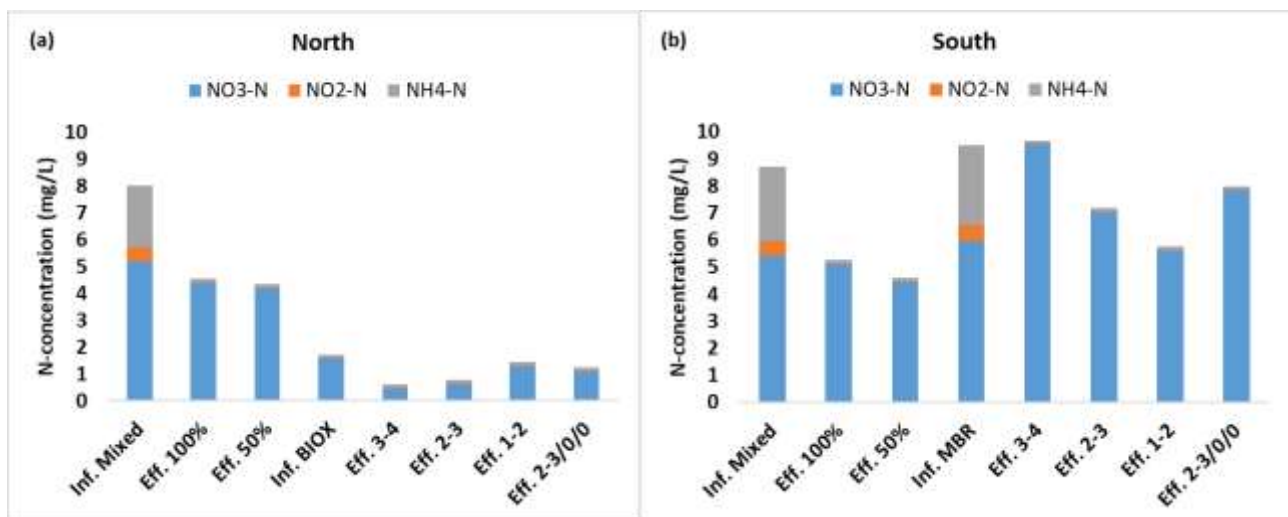 (a) North
NO3-N NO2-N NH4-N
N-concentration (mg/L)
10
9
8
7
6
5
4
3
2
1
0
Inf. Mixed
Eff. 100%
Eff. 50%
Inf. BIOX
Eff. 3-4
Eff. 2-3
Eff. 1-2
Eff. 2-3/0/0
(b) South
NO3-N NO2-N NH4-N
N-concentration (mg/L)
10
9
8
7
6
5
4
3
2
1
0
Inf. Mixed
Eff. 100%
Eff. 50%
Inf. MBR
Eff. 3-4
Eff. 2-3
Eff. 1-2
Eff. 2-3/0/0